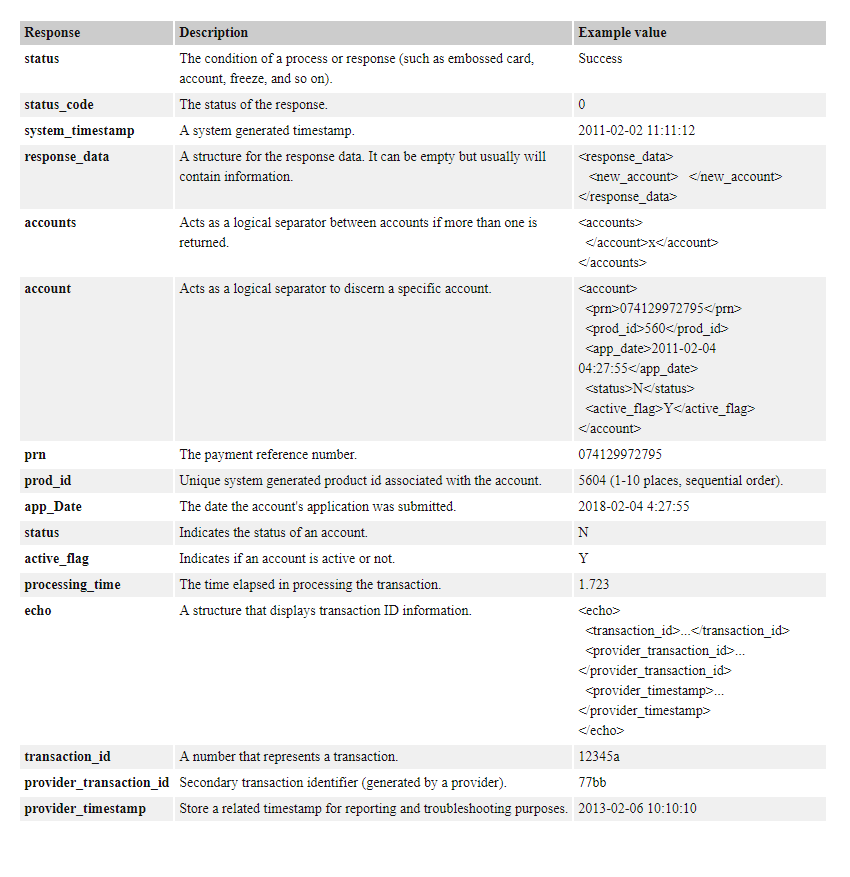 Response Description Example value
status The condition of a process or response (such as embossed card, Success
account, freeze, and so on).
status_code The status of the response. 0
system_timestamp A system generated timestamp. 2011-02-02 11:11:12
response_data A structure for the response data. It can be empty but usually will <response_data>
contain information. <new_account> </new_account>
</response_data>
accounts Acts as a logical separator between accounts if more than one is <accounts>
returned. </account>x</account>
</accounts>
account Acts as a logical separator to discern a specific account. <account>
<prn>074129972795</prn>
<prod_id>560</prod_id>
<app_date>2011-02-04
04:27:55</app_date>
<status>N</status>
<active_flag>Y</active_flag>
</account>
prn The payment reference number. 074129972795
prod_id Unique system generated product id associated with the account. 5604 (1-10 places, sequential order).
app_Date The date the account's application was submitted. 2018-02-04 4:27:55
status Indicates the status of an account. N
active_flag Indicates if an account is active or not. Y
processing_time The time elapsed in processing the transaction. 1.723
echo A structure that displays transaction ID information. <echo>
<transaction_id>...</transaction_id>
<provider_transaction_id>...
</provider_transaction_id>
<provider_timestamp>...
</provider_timestamp>
</echo>
transaction_id A number that represents a transaction. 12345a
provider_transaction_id Secondary transaction identifier (generated by a provider). 77bb
provider_timestamp Store a related timestamp for reporting and troubleshooting purposes. 2013-02-06 10:10:10